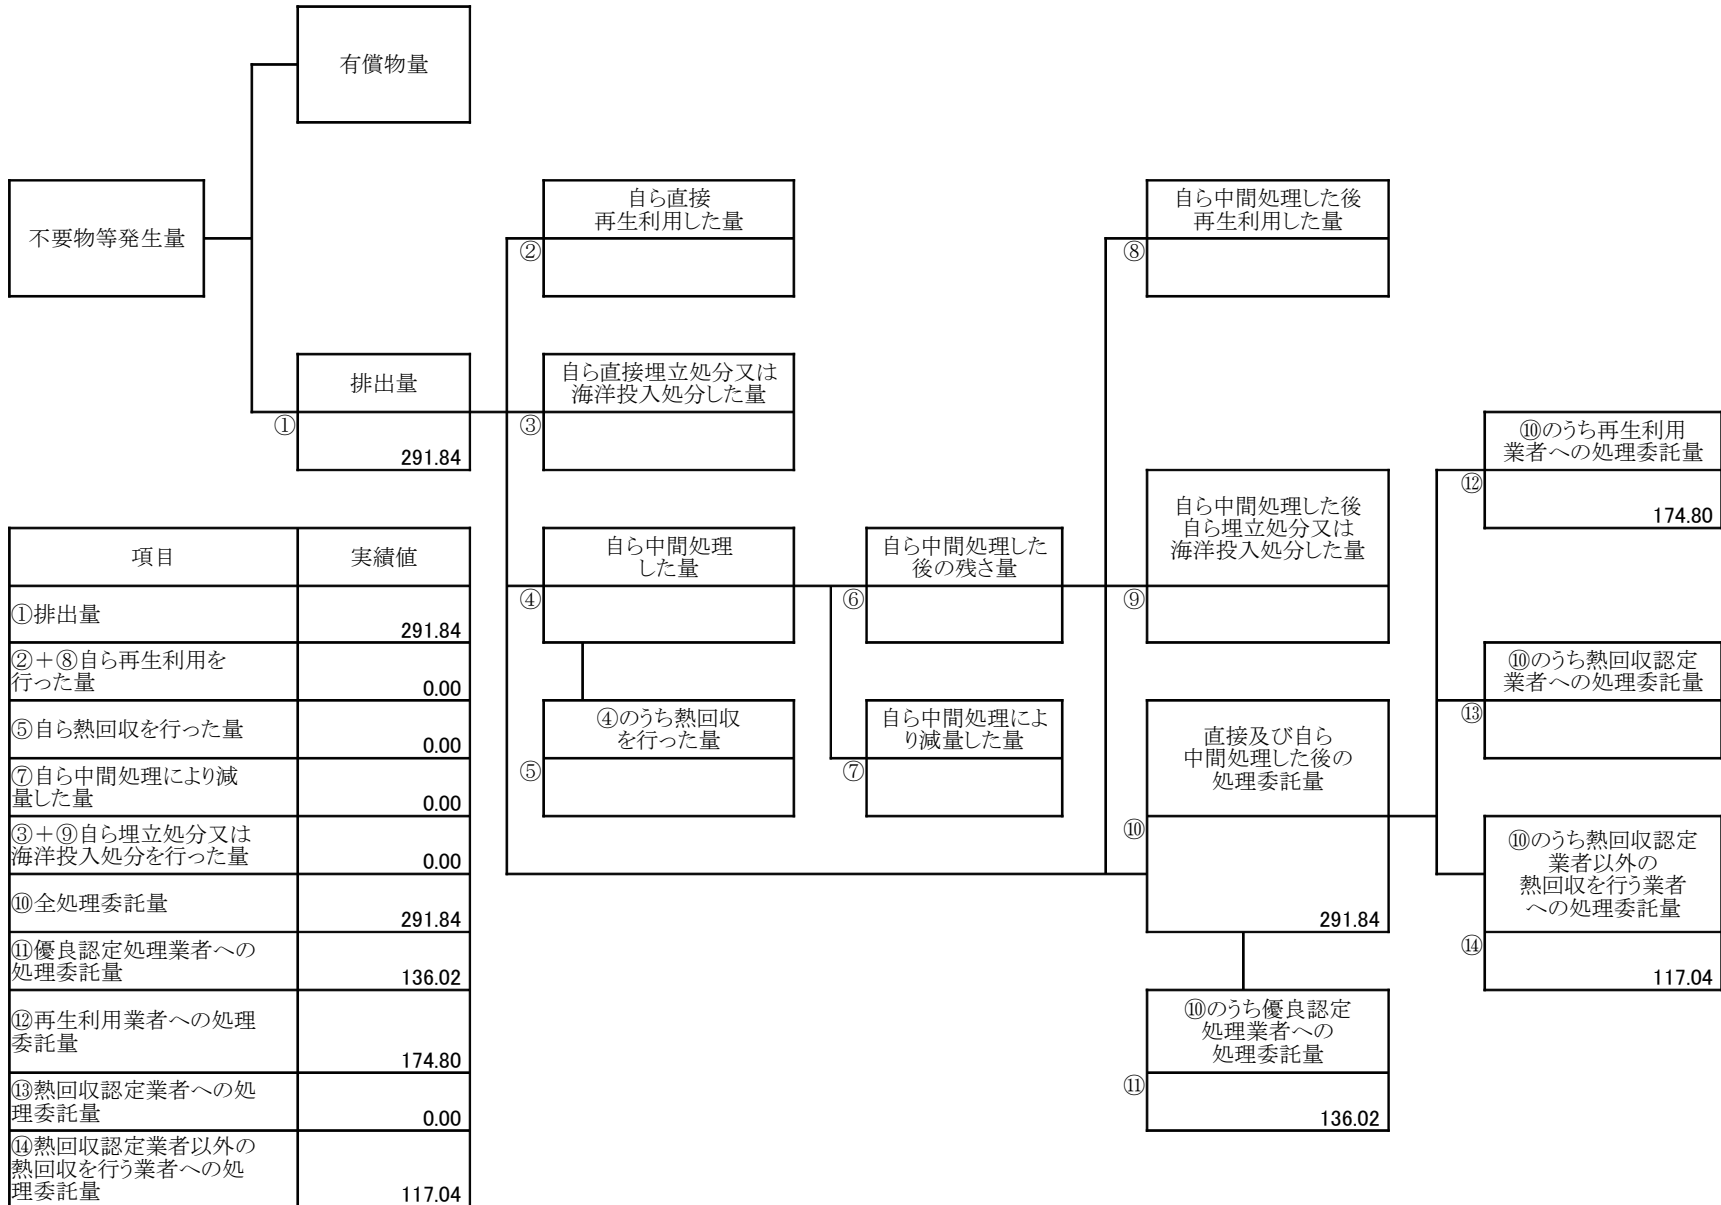 有償物量
不要物等発生量
自ら直接
再生利用した量
②
自ら中間処理した後
再生利用した量
⑧
排出量
①
291.84
自ら直接埋立処分又は
海洋投入処分した量
③
⑩のうち再生利用
業者への処理委託量
⑫
174.80
自ら中間処理した後
自ら埋立処分又は
海洋投入処分した量
⑨
自ら中間処理
した量
④
自ら中間処理した
後の残さ量
⑥
⑩のうち熱回収認定
業者への処理委託量
⑬
④のうち熱回収
を行った量
⑤
自ら中間処理によ
り減量した量
⑦
直接及び自ら
中間処理した後の
処理委託量
⑩
291.84
⑩のうち熱回収認定
業者以外の
熱回収を行う業者
への処理委託量
⑭
117.04
⑩のうち優良認定
処理業者への
処理委託量
⑪
136.02
項目 実績値
①排出量
291.84
②＋⑧自ら再生利用を
行った量
0.00
⑤自ら熱回収を行った量
0.00
⑦自ら中間処理により減
量した量
0.00
③＋⑨自ら埋立処分又は
海洋投入処分を行った量
0.00
⑩全処理委託量
291.84
⑪優良認定処理業者への
処理委託量
136.02
⑫再生利用業者への処理
委託量
174.80
⑬熱回収認定業者への処
理委託量
0.00
⑭熱回収認定業者以外の
熱回収を行う業者への処
理委託量
117.04